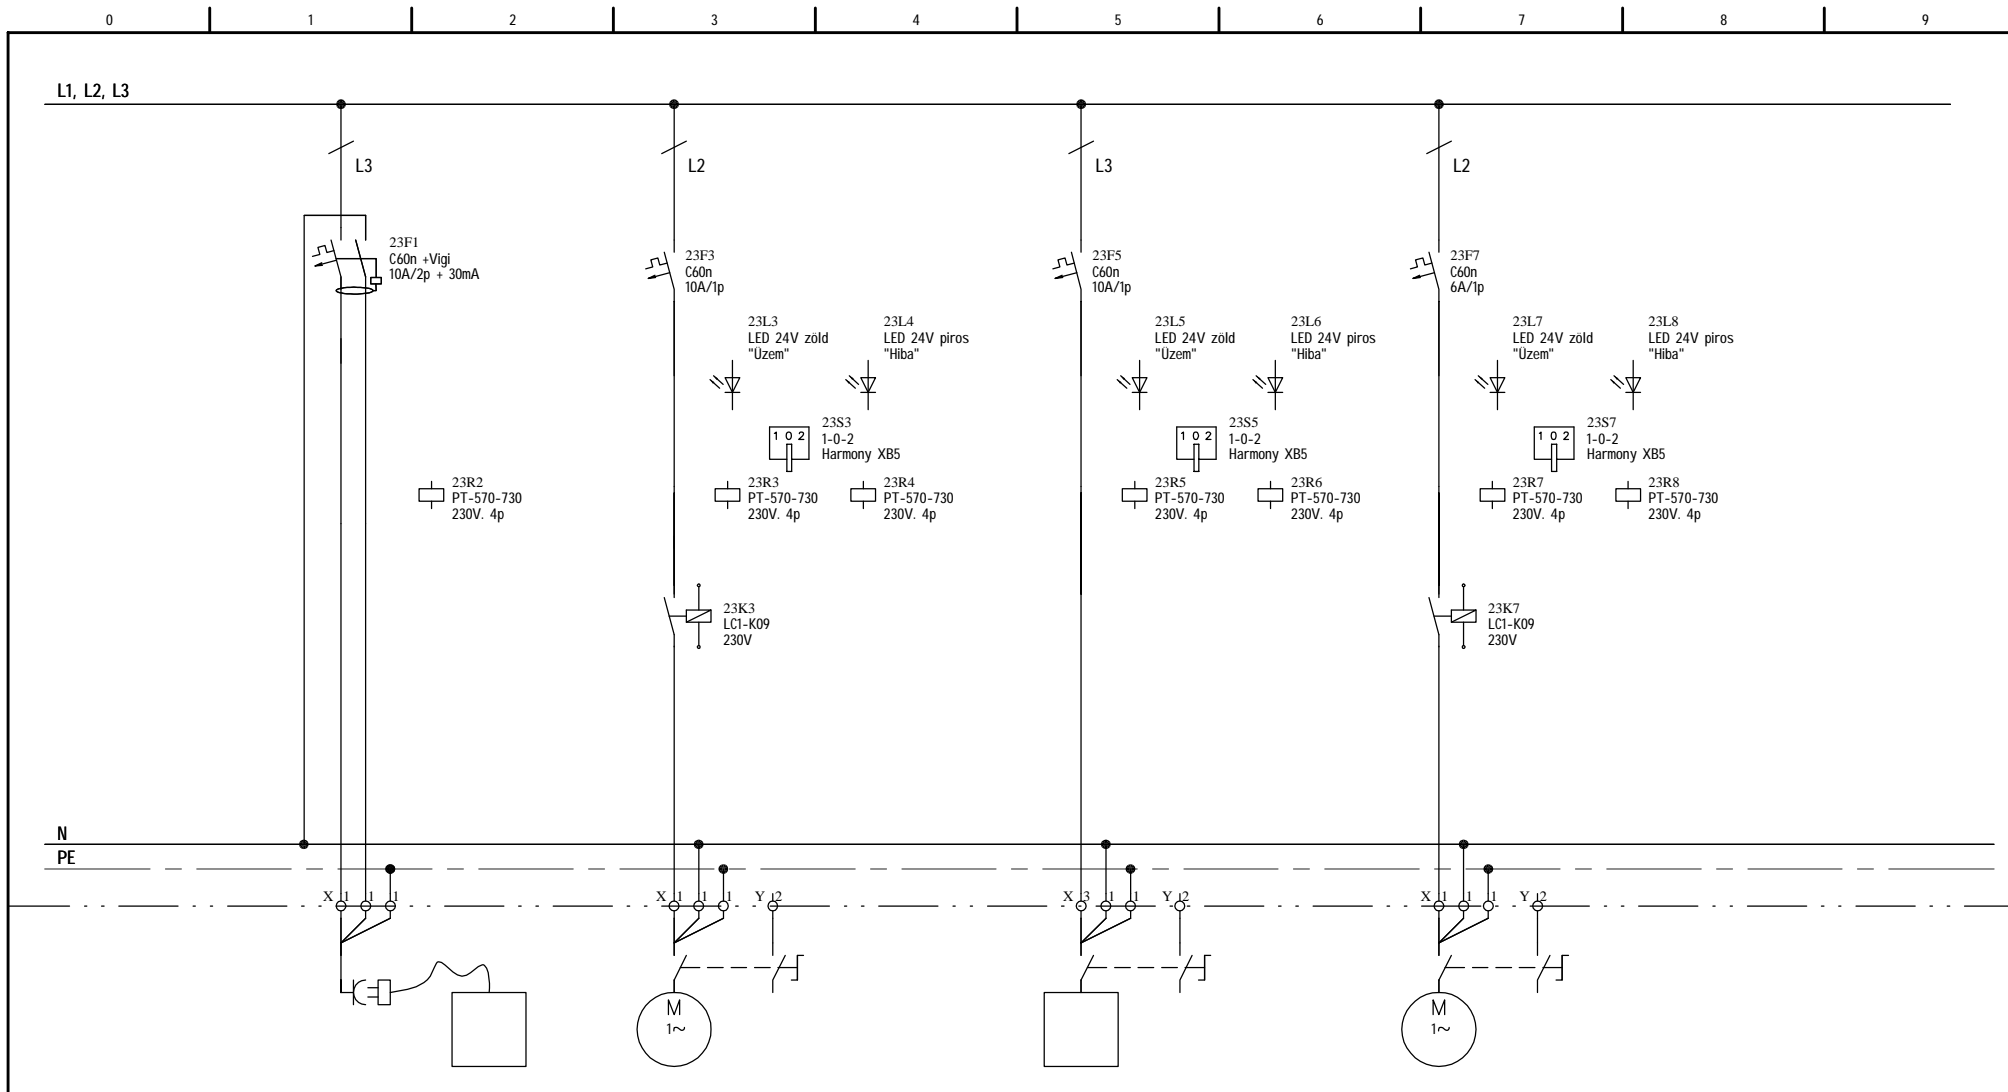 0 1 2 3 4 5 6 7 8 9
L1, L2, L3
L3 L2 L3 L2
23F1
C60n +Vigi
10A/2p + 30mA
23F3
C60n
10A/1p
23F5
C60n
10A/1p
23F7
C60n
6A/1p
23L3
LED 24V zöld
"Üzem"
23L4
LED 24V piros
"Hiba"
23L5
LED 24V zöld
"Üzem"
23L6
LED 24V piros
"Hiba"
23L7
LED 24V zöld
"Üzem"
23L8
LED 24V piros
"Hiba"
1 0 2
23S3
1-0-2
Harmony XB5
1 0 2
23S5
1-0-2
Harmony XB5
1 0 2
23S7
1-0-2
Harmony XB5
23R2
PT-570-730
230V. 4p
23R3
PT-570-730
230V. 4p
23R4
PT-570-730
230V. 4p
23R5
PT-570-730
230V. 4p
23R6
PT-570-730
230V. 4p
23R7
PT-570-730
230V. 4p
23R8
PT-570-730
230V. 4p
23K3
LC1-K09
230V
23K7
LC1-K09
230V
N
PE
X 1 1 1 X 1 1 1 Y 2 X 3 1 1 Y 2 X 1 1 1 Y 2
M
1~
M
1~